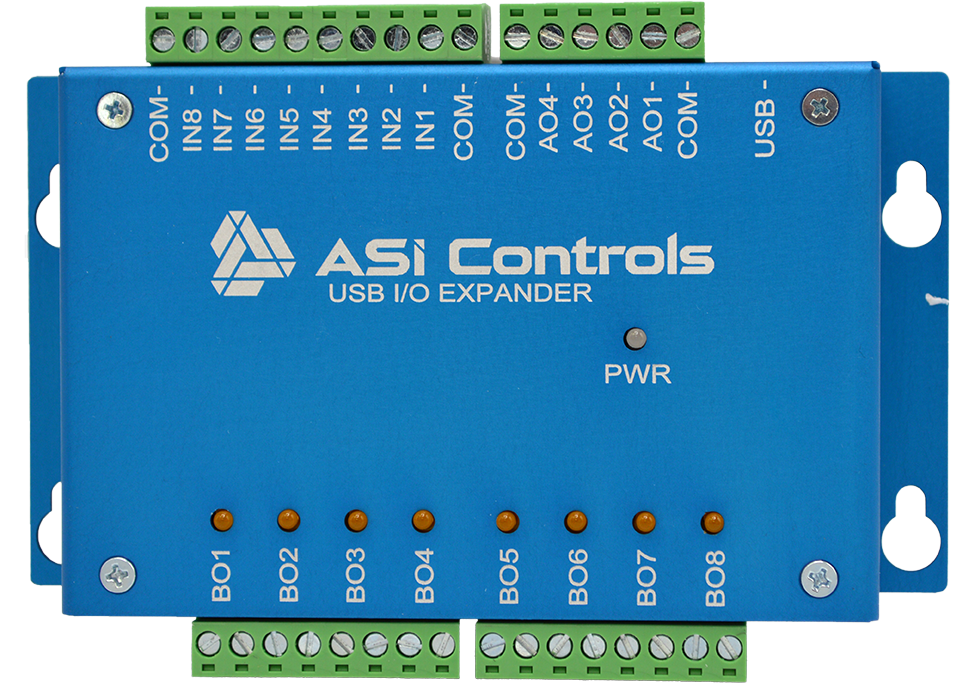 COM-
IN8 -
IN7 -
IN6 -
IN5 -
IN4 -
IN3 -
IN2 -
IN1 -
COM-
COM-
AO4-
AO3-
AO2-
AO1-
COM-
USB -
ASi Controls
USB I/O EXPANDER
PWR
BO1
BO2
BO3
BO4
BO5
BO6
BO7
BO8